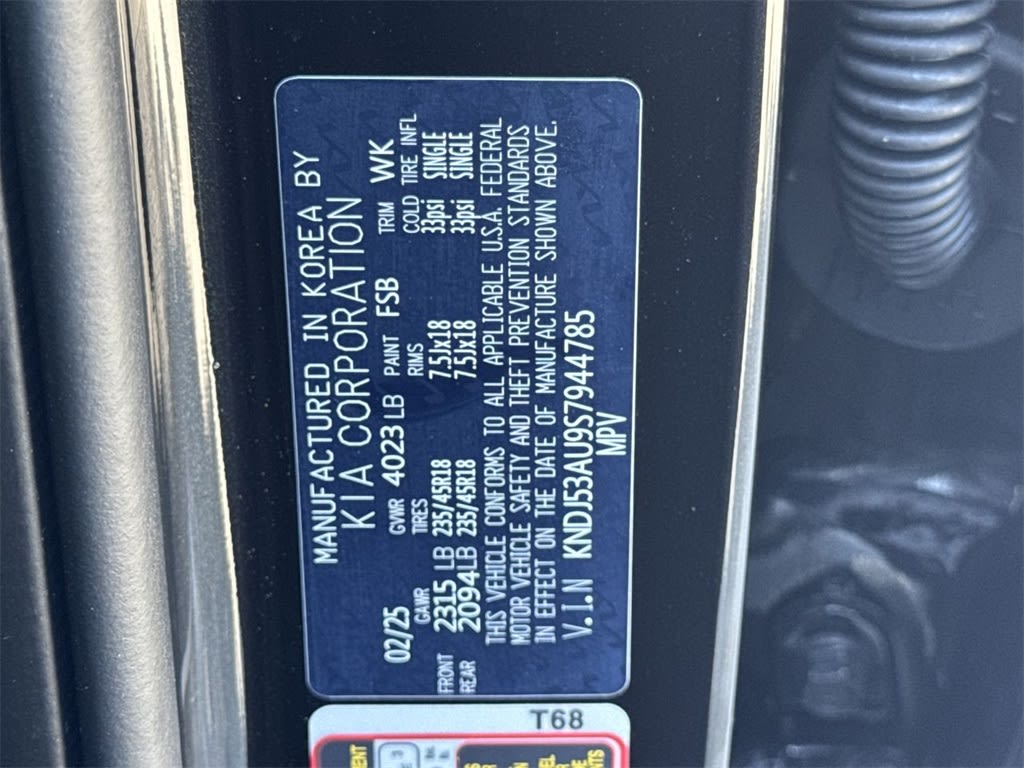 MANUFACTURED IN KOREA BY
KIA CORPORATION
02/25 GVWR 4023 LB PAINT FSB TRIM WK
GAWR TIRES RIMS COLD TIRE INFL
FRONT 2315 LB 235/45R18 7.5Jx18 33psi SINGLE
REAR 2094 LB 235/45R18 7.5Jx18 33psi SINGLE
THIS VEHICLE CONFORMS TO ALL APPLICABLE U.S.A. FEDERAL
MOTOR VEHICLE SAFETY AND THEFT PREVENTION STANDARDS
IN EFFECT ON THE DATE OF MANUFACTURE SHOWN ABOVE.
V.I.N KNDJ53AU9S7944785
MPV
T68